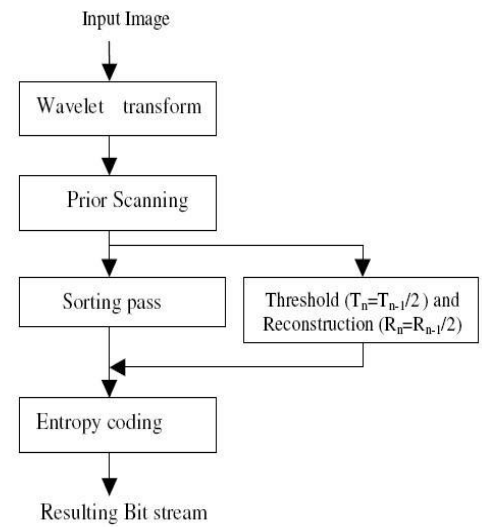 Input Image
Wavelet transform
Prior Scanning
Sorting pass
Threshold (Tₙ=Tₙ₋₁/2 ) and
Reconstruction (Rₙ=Rₙ₋₁/2)
Entropy coding
Resulting Bit stream